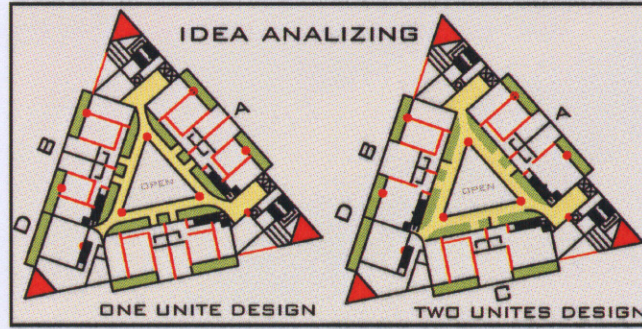 IDEA ANALIZING
A
B
D
OPEN
ONE UNITE DESIGN
A
B
D
C
OPEN
TWO UNITES DESIGN